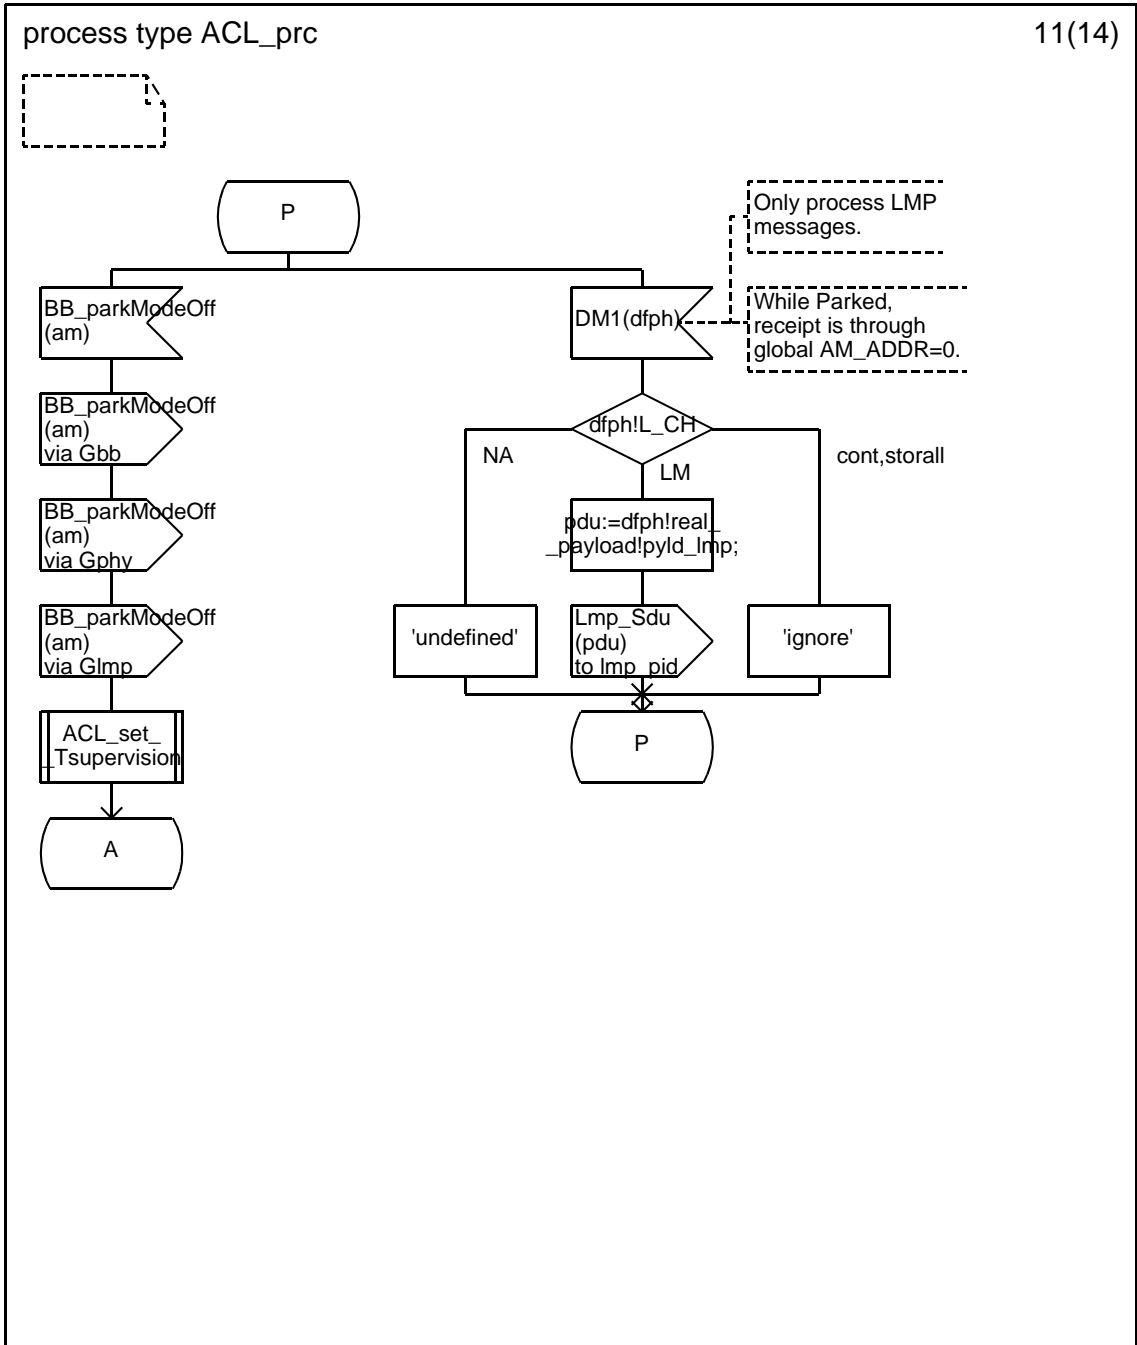 process type ACL_prc
11(14)
P
Only process LMP
messages.
BB_parkModeOff
(am)
DM1(dfph)
While Parked,
receipt is through
global AM_ADDR=0.
BB_parkModeOff
(am)
via Gbb
dfph!L_CH
NA
LM
cont,storall
BB_parkModeOff
(am)
via Gphy
pdu:=dfph!real_
_payload!pyld_lmp;
BB_parkModeOff
(am)
via Glmp
'undefined'
Lmp_Sdu
(pdu)
to lmp_pid
'ignore'
ACL_set_
_Tsupervision
P
A